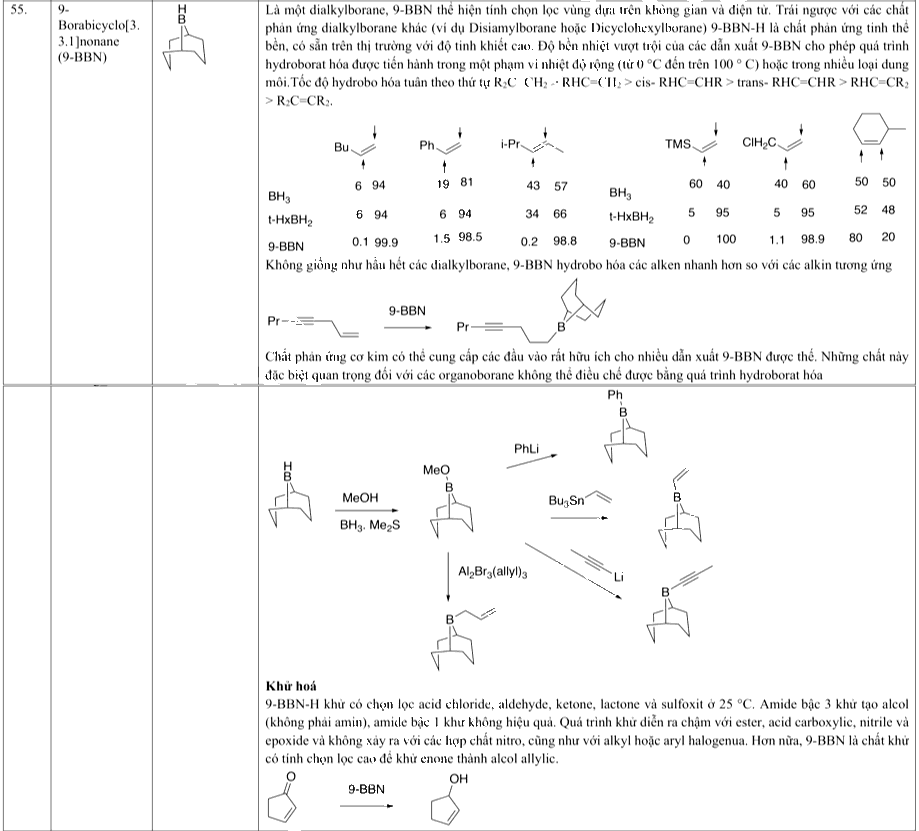 55.
9-
Borabicyclo[3.
3.1]nonane
(9-BBN)
H
B
Là một dialkylborane, 9-BBN thể hiện tính chọn lọc vùng dựa trên không gian và điện tử. Trái ngược với các chất
phản ứng dialkylborane khác (ví dụ Disiamylborane hoặc Dicyclohexylborane) 9-BBN-H là chất phản ứng tinh thể
bền, có sẵn trên thị trường với độ tinh khiết cao. Độ bền nhiệt vượt trội của các dẫn xuất 9-BBN cho phép quá trình
hydroborat hóa được tiến hành trong một phạm vi nhiệt độ rộng (từ 0 °C đến trên 100 ° C) hoặc trong nhiều loại dung
môi.Tốc độ hydrobo hóa tuân theo thứ tự R₂C=CH₂ > RHC=CH₂ > cis- RHC=CHR > trans- RHC=CHR > RHC=CR₂
> R₂C=CR₂.
Bu Ph i-Pr TMS ClH₂C
BH₃ 6 94 19 81 43 57 BH₃ 60 40 40 60 50 50
t-HxBH₂ 6 94 6 94 34 66 t-HxBH₂ 5 95 5 95 52 48
9-BBN 0.1 99.9 1.5 98.5 0.2 98.8 9-BBN 0 100 1.1 98.9 80 20
Không giống như hầu hết các dialkylborane, 9-BBN hydrobo hóa các alken nhanh hơn so với các alkin tương ứng
Pr 9-BBN Pr B
Chất phản ứng cơ kim có thể cung cấp các đầu vào rất hữu ích cho nhiều dẫn xuất 9-BBN được thế. Những chất này
đặc biệt quan trọng đối với các organoborane không thể điều chế được bằng quá trình hydroborat hóa
Ph
B
PhLi
H
B
MeOH
BH₃. Me₂S
MeO
B
Bu₃Sn
B
Al₂Br₃(allyl)₃
Li
B
B
Khử hoá
9-BBN-H khử có chọn lọc acid chloride, aldehyde, ketone, lactone và sulfoxit ở 25 °C. Amide bậc 3 khử tạo alcol
(không phải amin), amide bậc 1 khử không hiệu quả. Quá trình khử diễn ra chậm với ester, acid carboxylic, nitrile và
epoxide và không xảy ra với các hợp chất nitro, cũng như với alkyl hoặc aryl halogenua. Hơn nữa, 9-BBN là chất khử
có tính chọn lọc cao để khử enone thành alcol allylic.
O 9-BBN OH